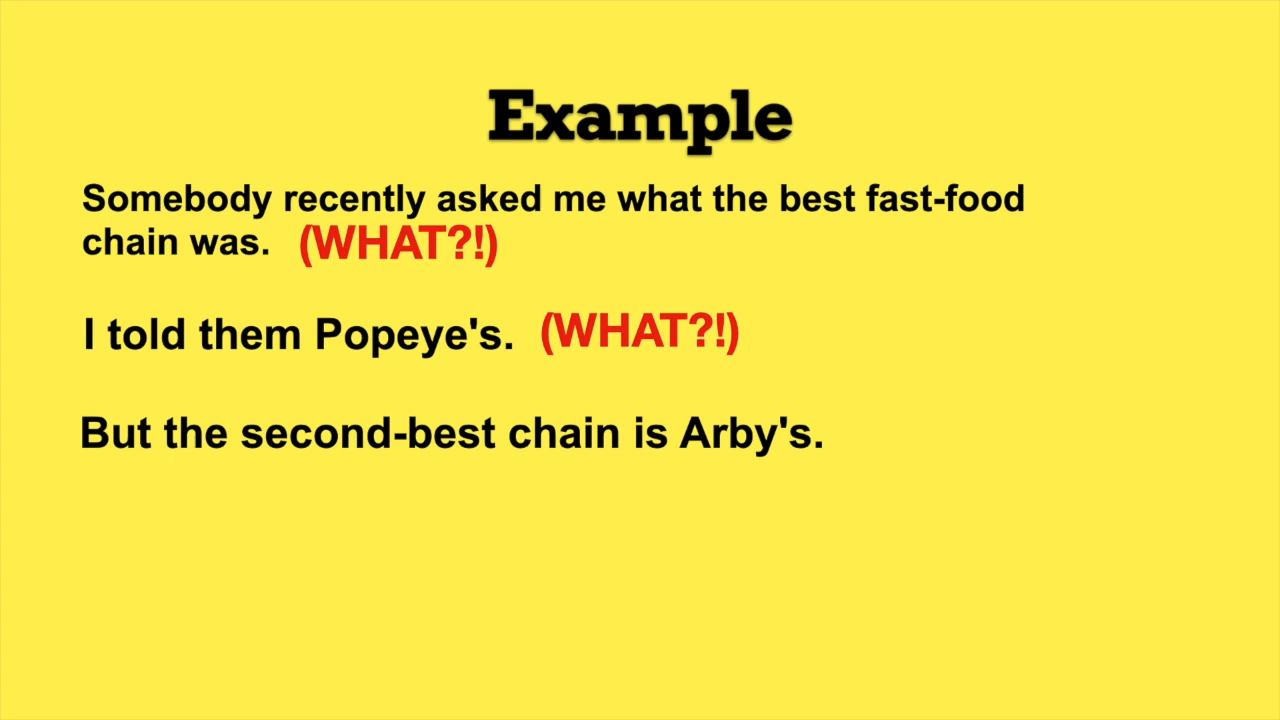 Example
Somebody recently asked me what the best fast-food
chain was. (WHAT?!)
I told them Popeye's. (WHAT?!)
But the second-best chain is Arby's.